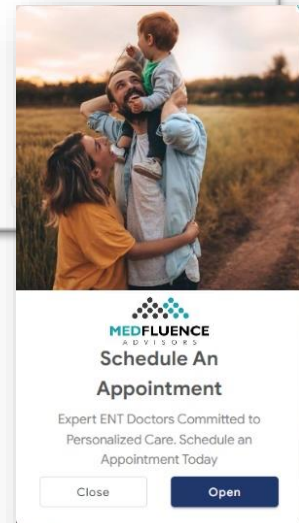 MEDFLUENCE
ADVISORS
Schedule An
Appointment
Expert ENT Doctors Committed to
Personalized Care. Schedule an
Appointment Today
Close
Open